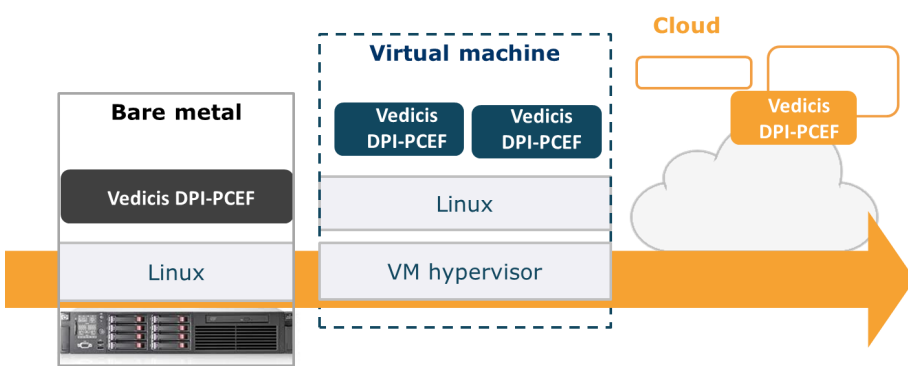 Bare metal
Vedicis DPI-PCEF
Linux
Virtual machine
Vedicis
DPI-PCEF
Vedicis
DPI-PCEF
Linux
VM hypervisor
Cloud
Vedicis
DPI-PCEF